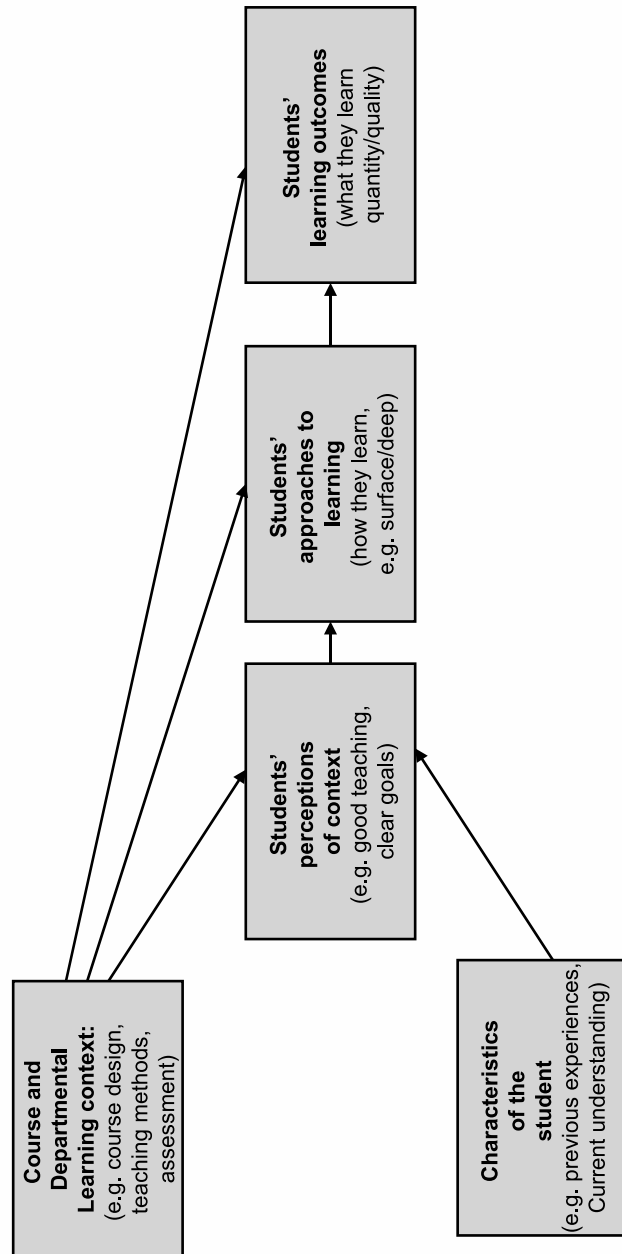 Course and
Departmental
Learning context:
(e.g. course design,
teaching methods,
assessment)
Characteristics
of the
student
(e.g. previous experiences,
Current understanding)
Students’
perceptions
of context
(e.g. good teaching,
clear goals)
Students’
approaches to
learning
(how they learn,
e.g. surface/deep)
Students’
learning outcomes
(what they learn
quantity/quality)